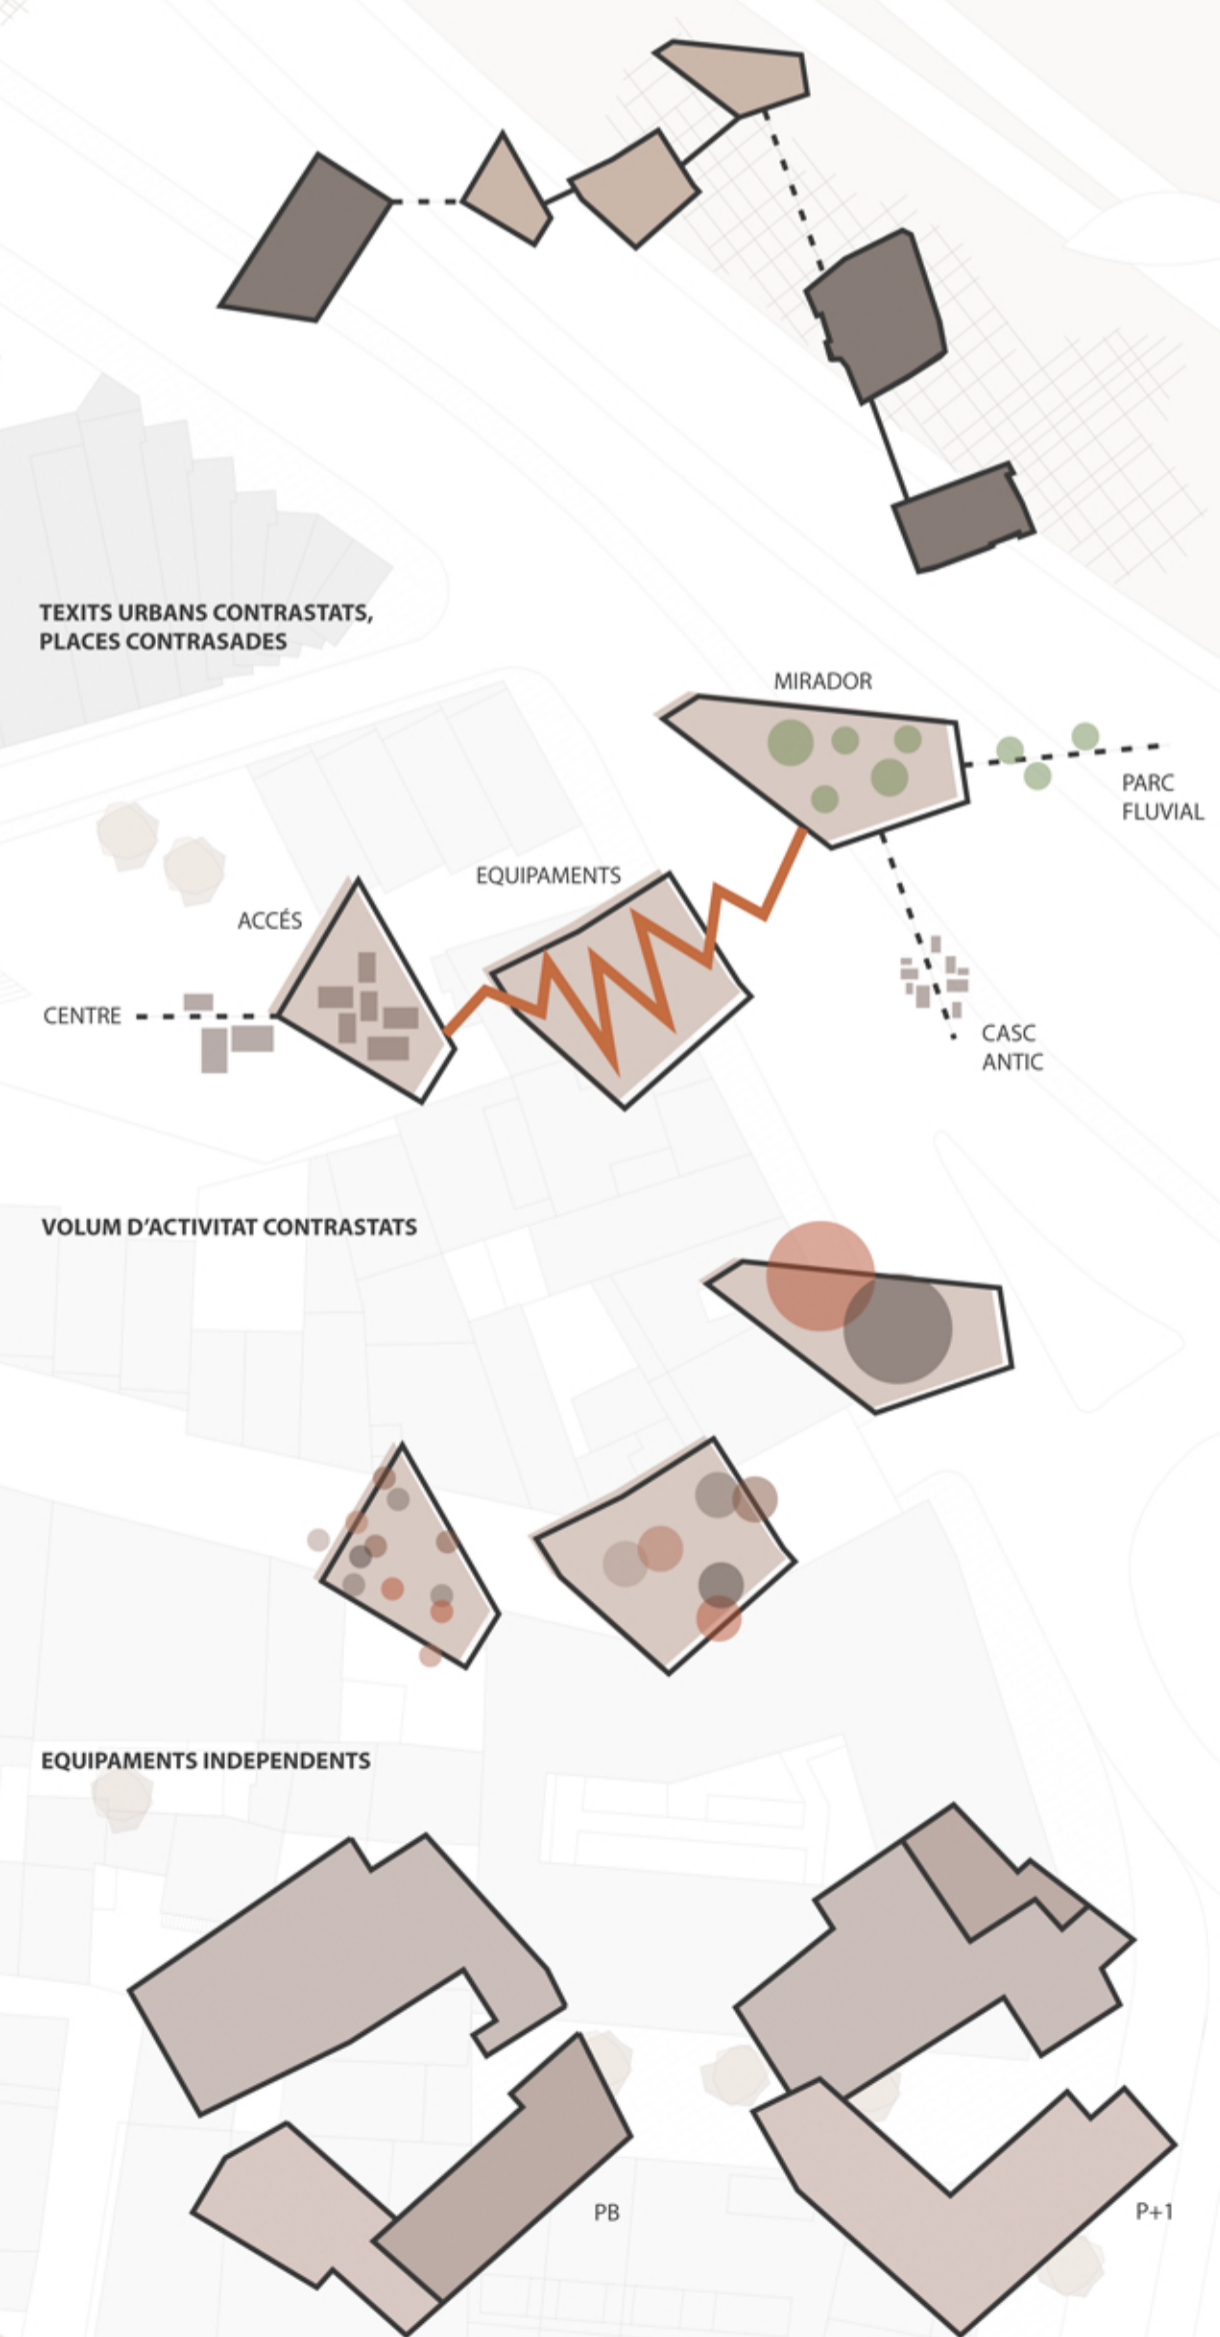 TEXITS URBANS CONTRASTATS,
PLACES CONTRASADES
MIRADOR
PARC
FLUVIAL
EQUIPAMENTS
ACCÉS
CENTRE
CASC
ANTIC
VOLUM D'ACTIVITAT CONTRASTATS
EQUIPAMENTS INDEPENDENTS
PB
P+1